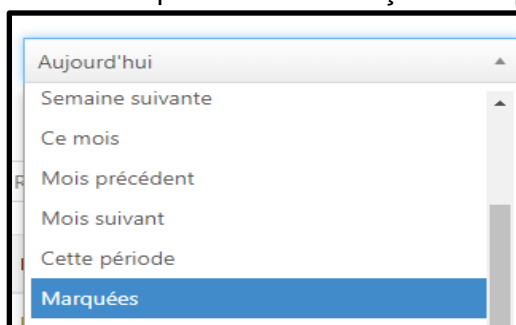 Aujourd'hui
Semaine suivante
Ce mois
Mois précédent
Mois suivant
Cette période
Marquées